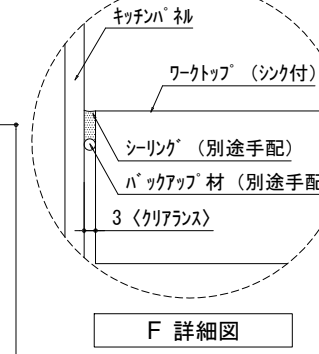 ｷｯﾁﾝﾊﾟﾈﾙ
ﾜｰｸﾄｯﾌﾟ（ｼﾝｸ付）
ｼｰﾘﾝｸﾞ（別途手配）
ﾊﾞｯｸｱｯﾌﾟ材（別途手配
3〈ｸﾘｱﾗﾝｽ〉
F 詳細図